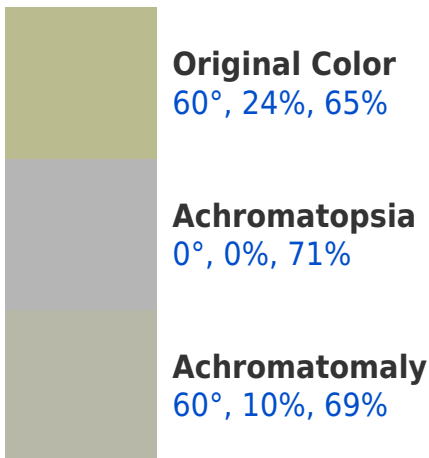 Original Color
60°, 24%, 65%
Achromatopsia
0°, 0%, 71%
Achromatomaly
60°, 10%, 69%